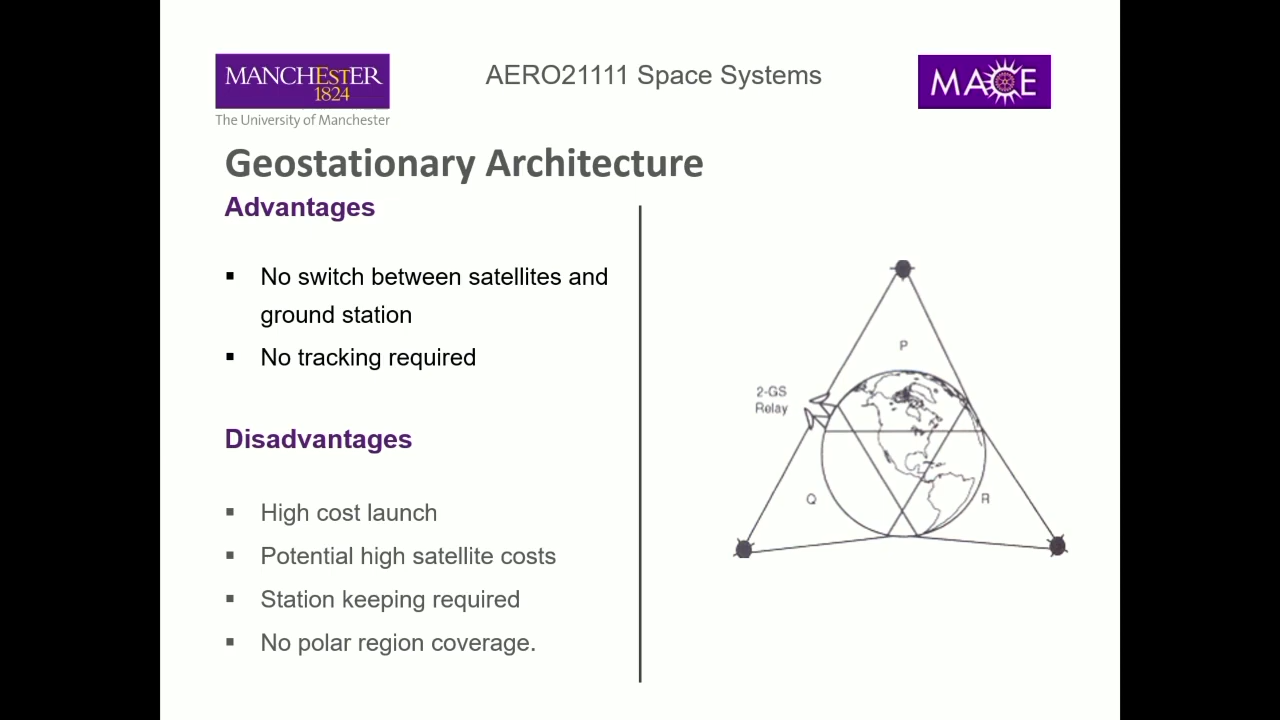 MANCHESTER
1824
The University of Manchester
AERO21111 Space Systems
MACE
Geostationary Architecture
Advantages
▪ No switch between satellites and
ground station
▪ No tracking required
Disadvantages
▪ High cost launch
▪ Potential high satellite costs
▪ Station keeping required
▪ No polar region coverage.
P
2-GS
Relay
Q
R